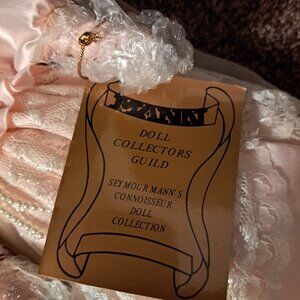 MANN
DOLL
COLLECTORS
GUILD
SEYMOUR MANN'S
CONNOISSEUR
DOLL
COLLECTION